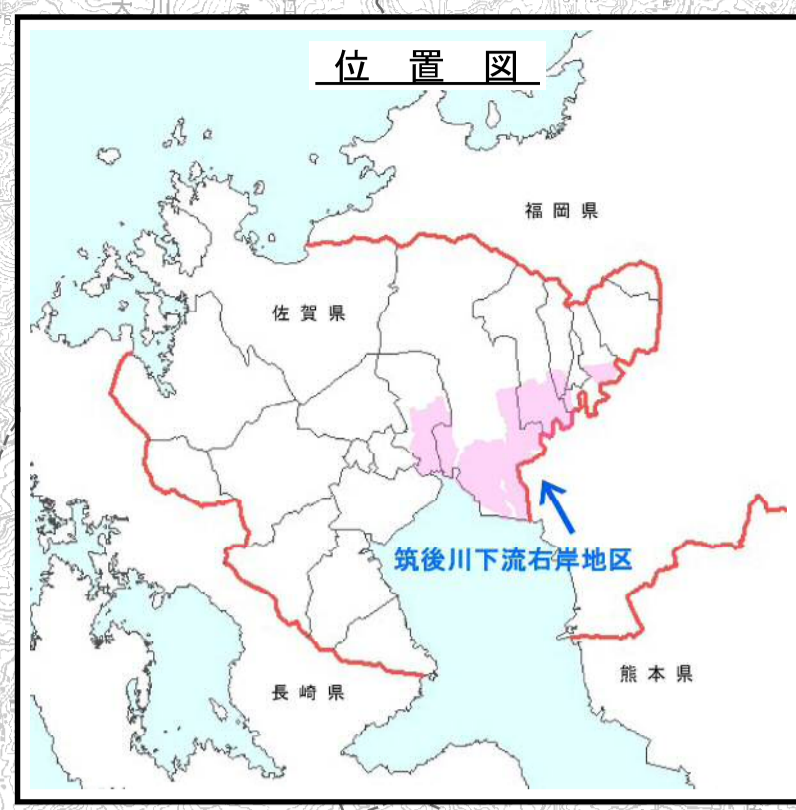 位 置 図
福 岡 県
佐 賀 県
筑後川下流右岸地区
熊 本 県
長 崎 県